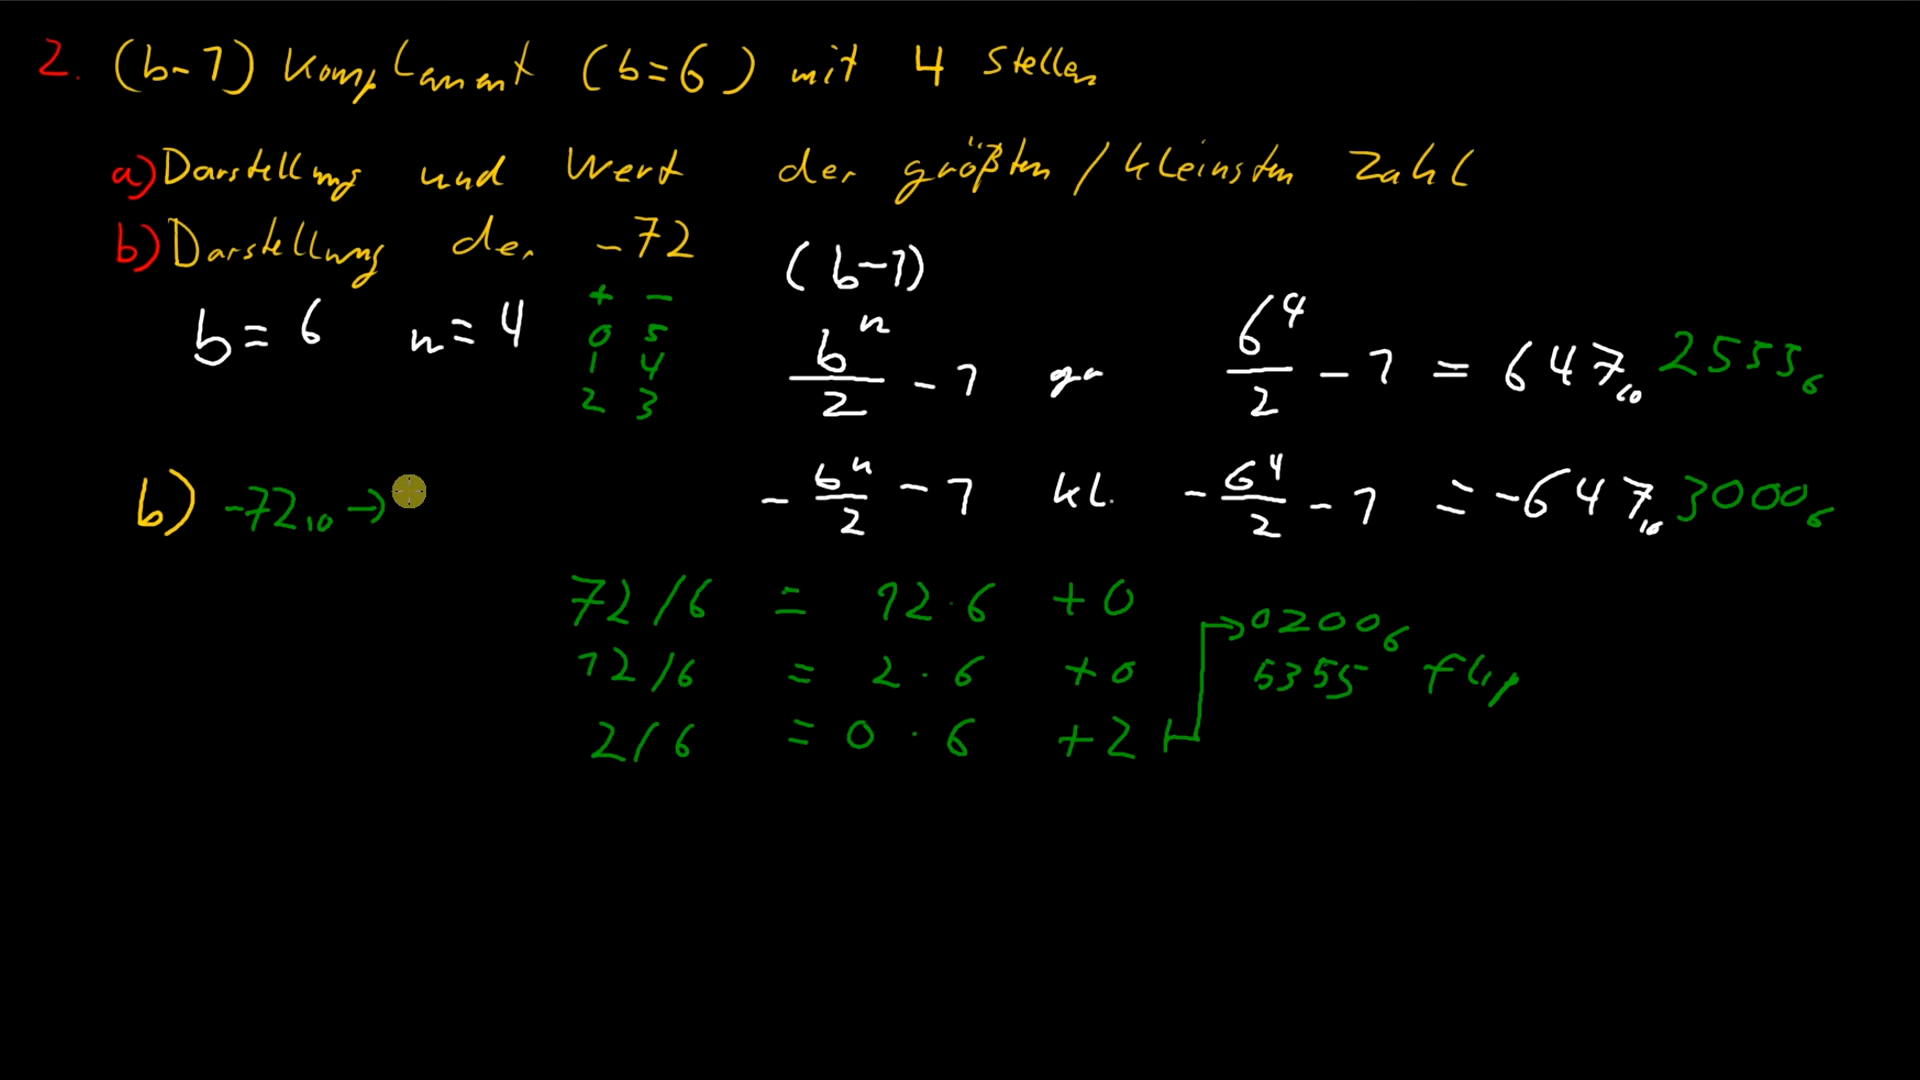 2. (b-1) Komplement (b=6) mit 4 Stellen
a) Darstellung und Wert der größten / kleinsten Zahl
b) Darstellung der -72
(b-1)
b = 6 n = 4
+ -
0 5
1 4
2 3
b^n/2 - 1 gr 6^4/2 - 1 = 647₁₀ 2555₆
b) -72₁₀ →
- b^n/2 - 1 kl. - 6^4/2 - 1 = -647₁₀ 3000₆
72/6 = 12 · 6 + 0
12/6 = 2 · 6 + 0
2/6 = 0 · 6 + 2
→ 0200₆
5355 flip